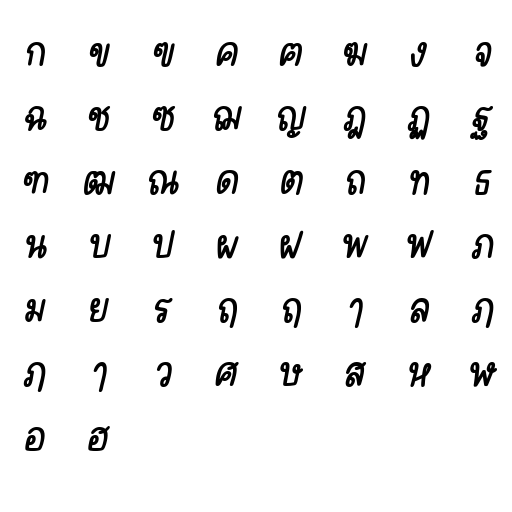 ก ข ฃ ค ฅ ฆ ง จ
ฉ ช ซ ฌ ญ ฎ ฏ ฐ
ฑ ฒ ณ ด ต ถ ท ธ
น บ ป ผ ฝ พ ฟ ภ
ม ย ร ฤ ฤ ๅ ล ฦ
ฦ ๅ ว ศ ษ ส ห ฬ
อ ฮ